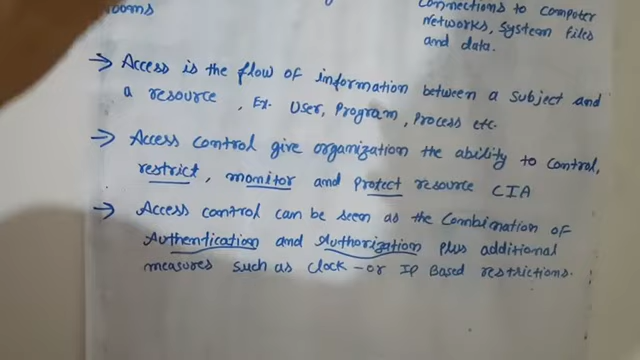 ooms
connections to computer
networks, system files
and data.
→ Access is the flow of information between a subject and
a resource, Ex. User, Program, Process etc.
→ Access control give organization the ability to control,
restrict, monitor and protect resource CIA
→ Access control can be seen as the Combination of
Authentication and Authorization plus additional
measures such as clock-or IP Based restrictions.